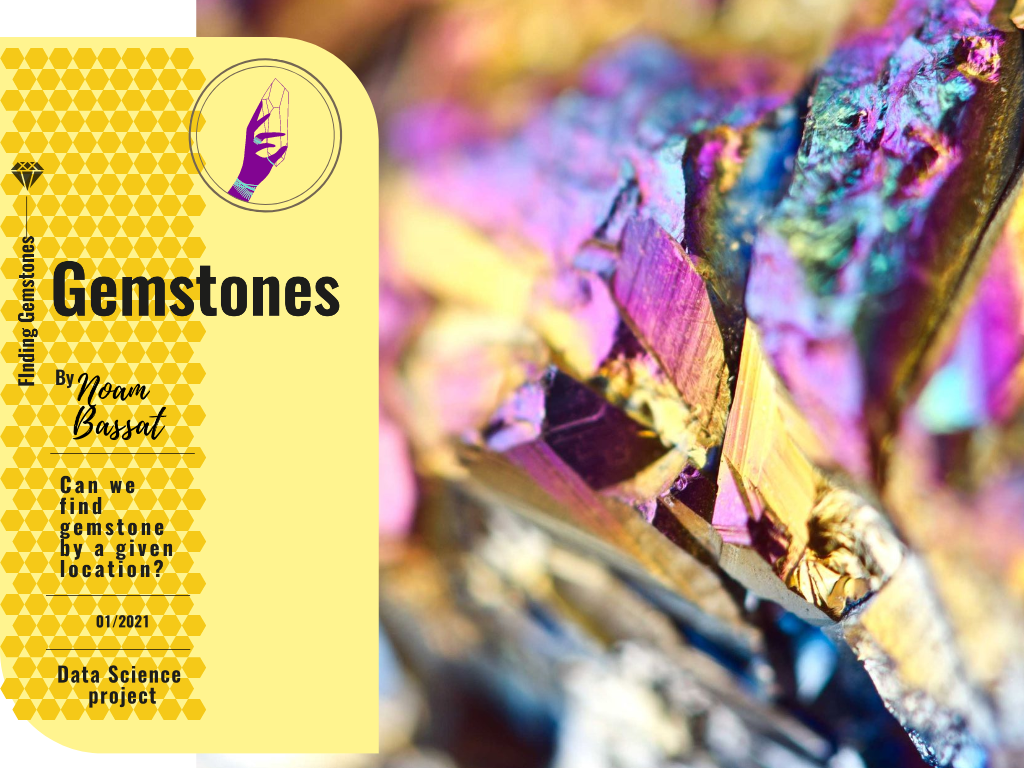 FInding Gemstones
Gemstones
By Noam
Bassat
Can we
find
gemstone
by a given
location?
01/2021
Data Science
project